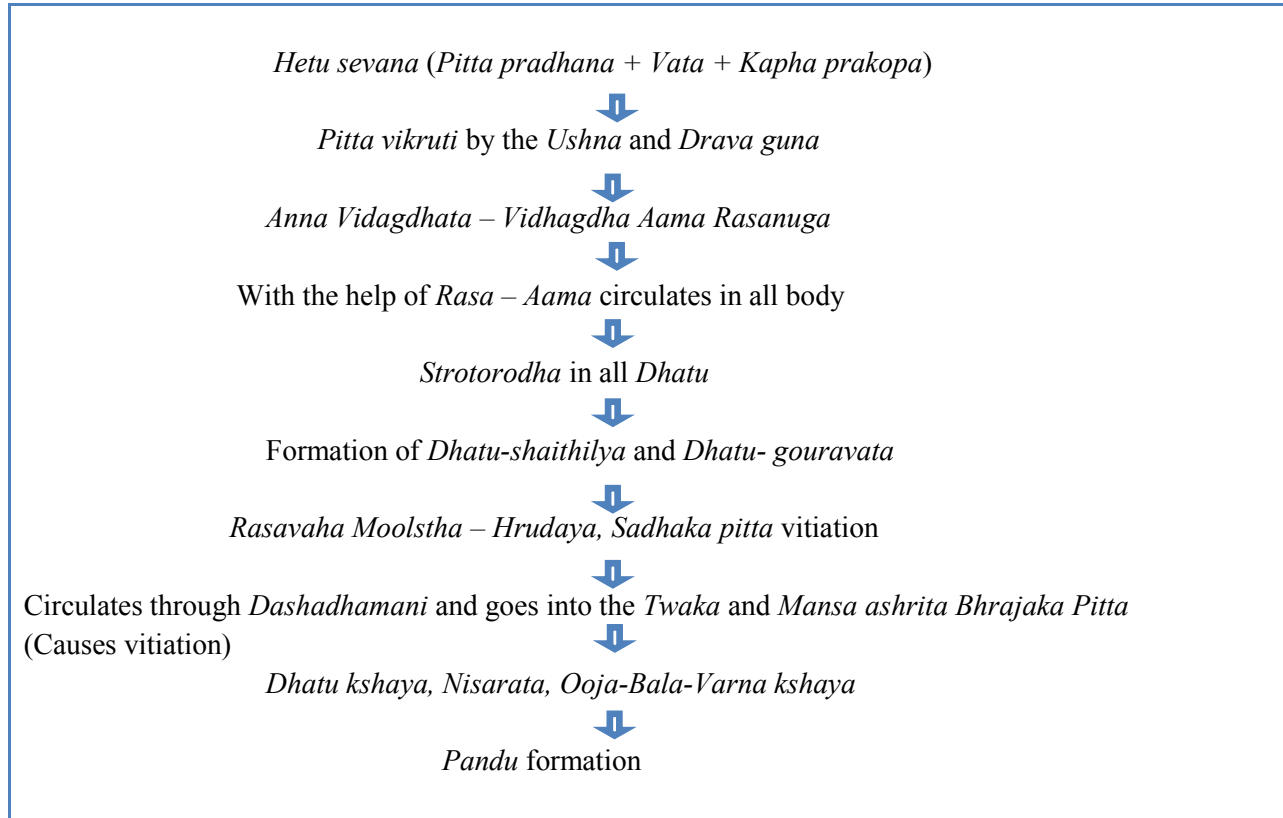 Hetu sevana (Pitta pradhana + Vata + Kapha prakopa)
Pitta vikruti by the Ushna and Drava guna
Anna Vidagdhata – Vidhagdha Aama Rasanuga
With the help of Rasa – Aama circulates in all body
Strotorodha in all Dhatu
Formation of Dhatu-shaithilya and Dhatu- gouravata
Rasavaha Moolstha – Hrudaya, Sadhaka pitta vitiation
Circulates through Dashadhamani and goes into the Twaka and Mansa ashrita Bhrajaka Pitta
(Causes vitiation)
Dhatu kshaya, Nisarata, Ooja-Bala-Varna kshaya
Pandu formation